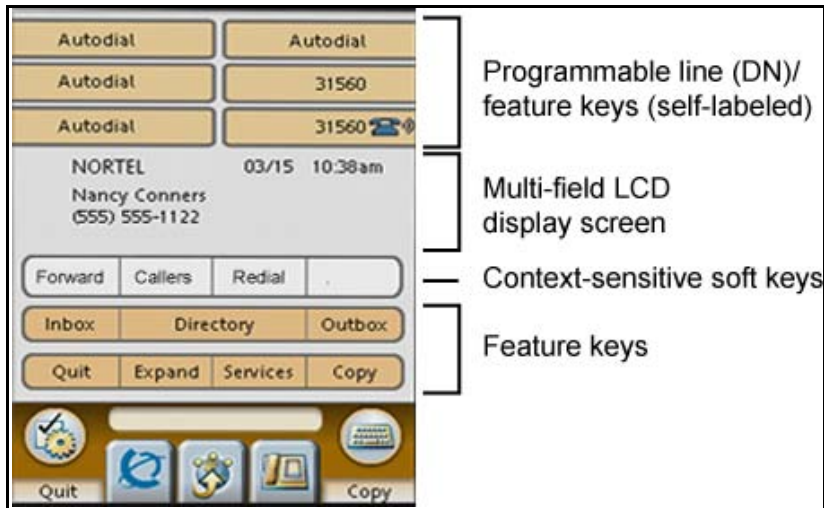 Autodial Autodial
Autodial 31560
Autodial 31560
NORTEL 03/15 10:38am
Nancy Conners
(555) 555-1122
Forward Callers Redial .
Inbox Directory Outbox
Quit Expand Services Copy
Quit Copy
Programmable line (DN)/
feature keys (self-labeled)
Multi-field LCD
display screen
Context-sensitive soft keys
Feature keys